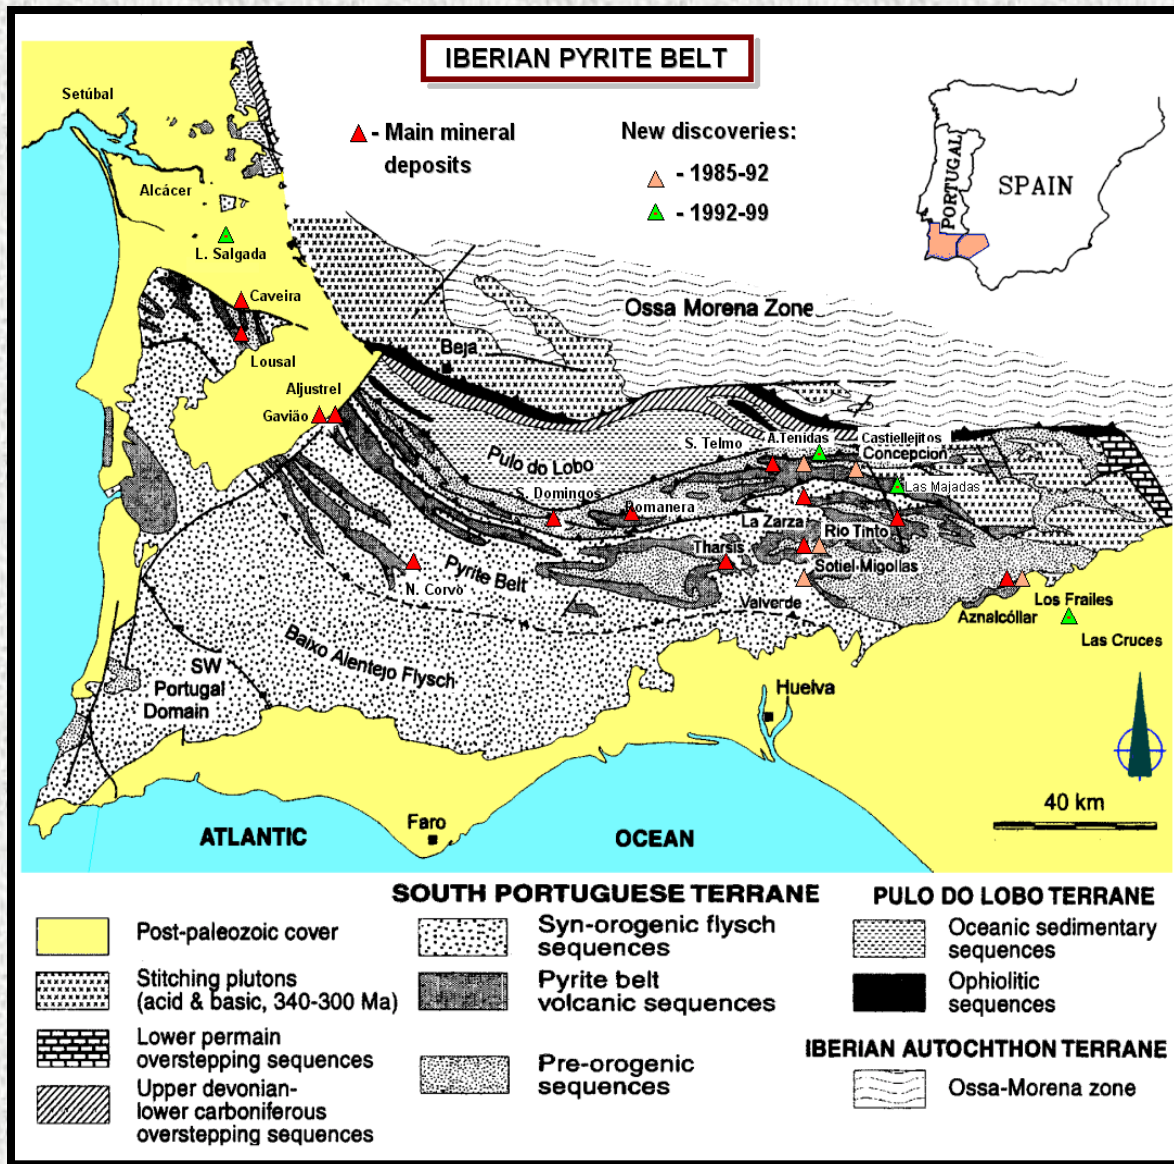 IBERIAN PYRITE BELT
Setúbal
- Main mineral
deposits
New discoveries:
- 1985-92
- 1992-99
PORTUGAL
SPAIN
Alcácer
L. Salgada
Caveira
Lousal
Aljustrel
Gavião
Beja
Ossa Morena Zone
Pulo do Lobo
S. Telmo
A.Tenidas
Castiellejitos
Concepcion
Las Majadas
S. Domingos
Romanera
La Zarza
Rio Tinto
Tharsis
Sotiel-Migollas
N. Corvo
Pyrite Belt
Valverde
Aznalcóllar
Los Frailes
Las Cruces
Baixo Alentejo Flysch
SW
Portugal
Domain
Huelva
Faro
40 km
ATLANTIC
OCEAN
SOUTH PORTUGUESE TERRANE
PULO DO LOBO TERRANE
Post-paleozoic cover
Stitching plutons
(acid & basic, 340-300 Ma)
Lower permain
overstepping sequences
Upper devonian-
lower carboniferous
overstepping sequences
Syn-orogenic flysch
sequences
Pyrite belt
volcanic sequences
Pre-orogenic
sequences
Oceanic sedimentary
sequences
Ophiolitic
sequences
IBERIAN AUTOCHTHON TERRANE
Ossa-Morena zone